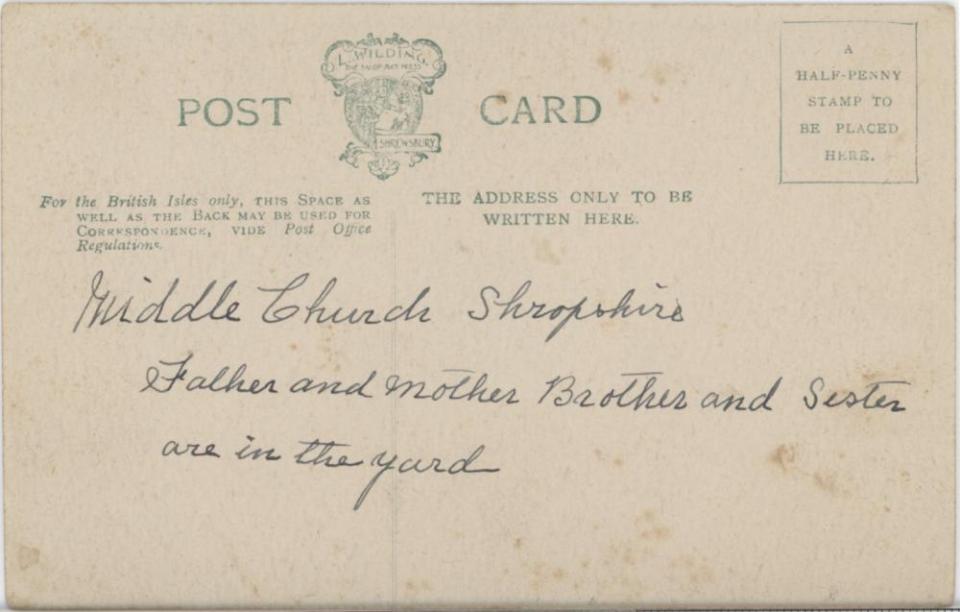 L. WILDING
SHREWSBURY
POST CARD
A
HALF-PENNY
STAMP TO
BE PLACED
HERE.
For the British Isles only, THIS SPACE AS
WELL AS THE BACK MAY BE USED FOR
CORRESPONDENCE, VIDE Post Office
Regulations.
THE ADDRESS ONLY TO BE
WRITTEN HERE.
Middle Church Shropshire
Father and Mother Brother and Sister
are in the yard